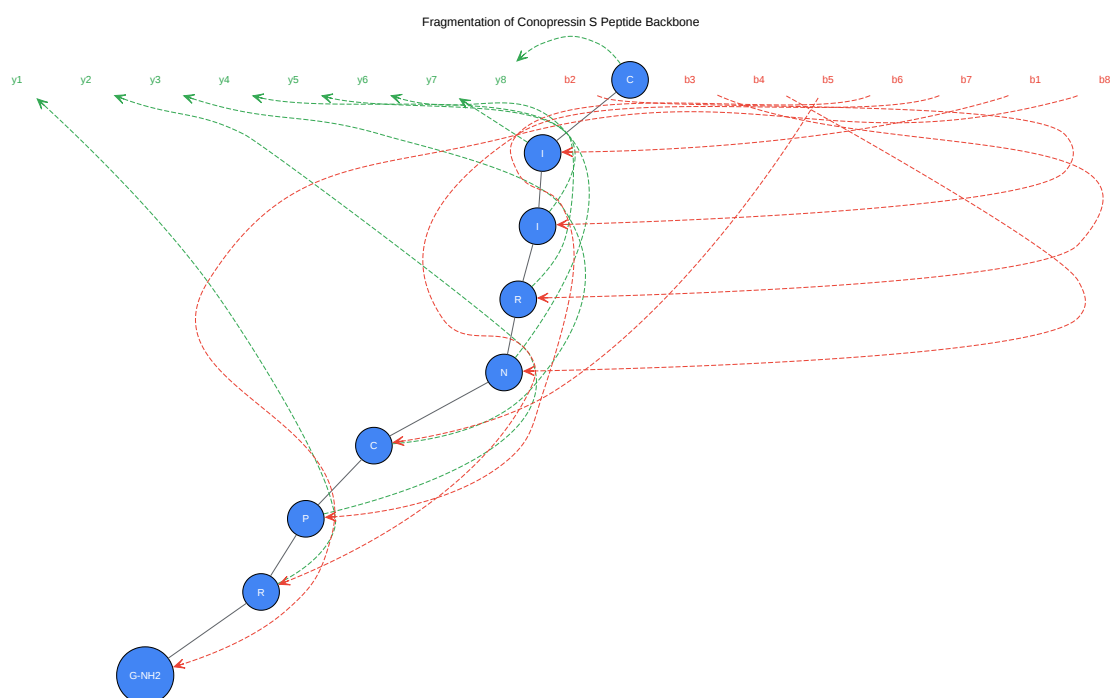 Fragmentation of Conopressin S Peptide Backbone
y1 y2 y3 y4 y5 y6 y7 y8 b2 C b3 b4 b5 b6 b7 b1 b8
I
I
R
N
C
P
R
G-NH2